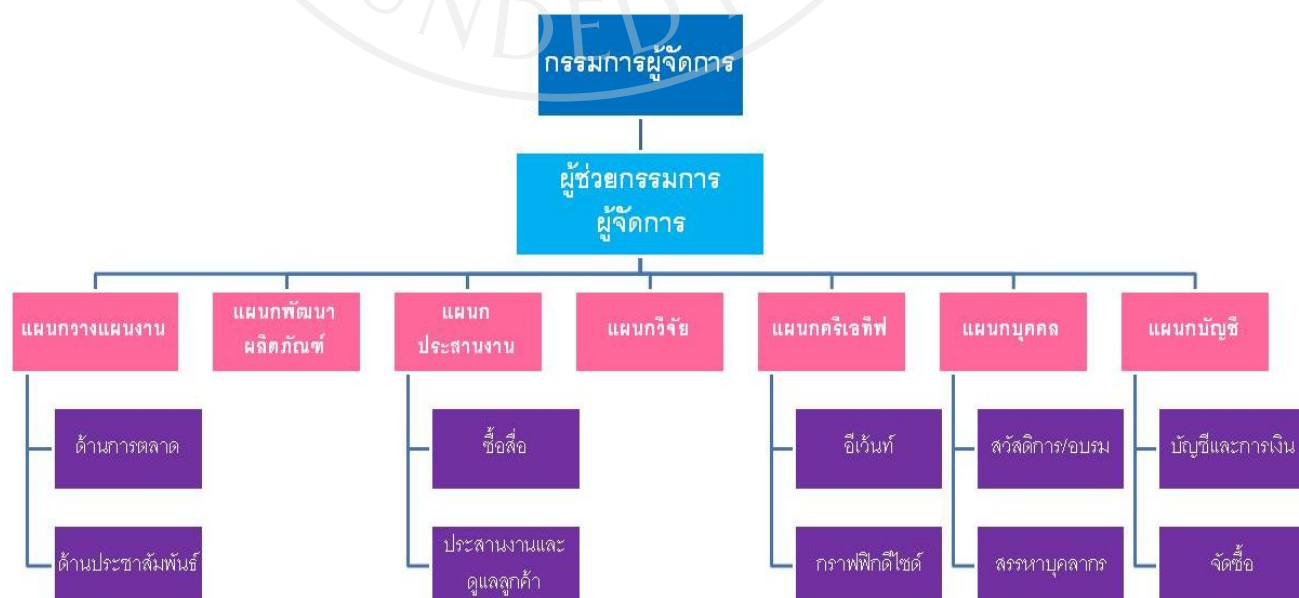 UNDED
กรรมการผู้จัดการ
ผู้ช่วยกรรมการ
ผู้จัดการ
แผนกวางแผนงาน
แผนกพัฒนา
ผลิตภัณฑ์
แผนก
ประสานงาน
แผนกวิจัย
แผนกครีเอทีฟ
แผนกบุคคล
แผนกบัญชี
ด้านการตลาด
ซื้อสื่อ
อีเว้นท์
สวัสดิการ/อบรม
บัญชีและการเงิน
ด้านประชาสัมพันธ์
ประสานงานและ
ดูแลลูกค้า
กราฟฟิกดีไซด์
สรรหาบุคลากร
จัดซื้อ